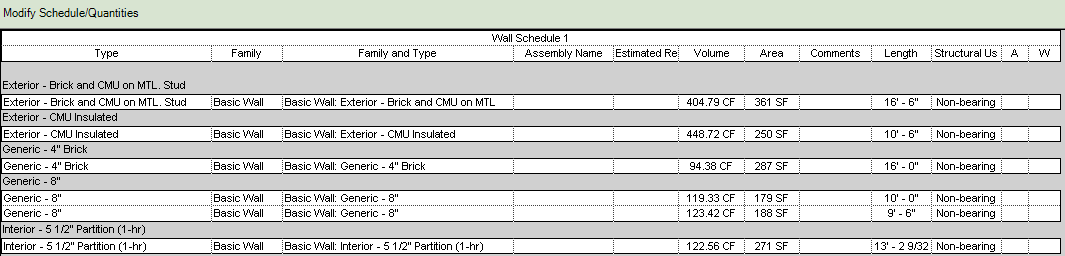 Modify Schedule/Quantities
Wall Schedule 1
Type Family Family and Type Assembly Name Estimated Re Volume Area Comments Length Structural Us A W
Exterior - Brick and CMU on MTL. Stud
Exterior - Brick and CMU on MTL. Stud Basic Wall Basic Wall: Exterior - Brick and CMU on MTL 404.79 CF 361 SF 16' - 6" Non-bearing
Exterior - CMU Insulated
Exterior - CMU Insulated Basic Wall Basic Wall: Exterior - CMU Insulated 448.72 CF 250 SF 10' - 6" Non-bearing
Generic - 4" Brick
Generic - 4" Brick Basic Wall Basic Wall: Generic - 4" Brick 94.38 CF 287 SF 16' - 0" Non-bearing
Generic - 8"
Generic - 8" Basic Wall Basic Wall: Generic - 8" 119.33 CF 179 SF 10' - 0" Non-bearing
Generic - 8" Basic Wall Basic Wall: Generic - 8" 123.42 CF 188 SF 9' - 6" Non-bearing
Interior - 5 1/2" Partition (1-hr)
Interior - 5 1/2" Partition (1-hr) Basic Wall Basic Wall: Interior - 5 1/2" Partition (1-hr) 122.56 CF 271 SF 13' - 2 9/32 Non-bearing